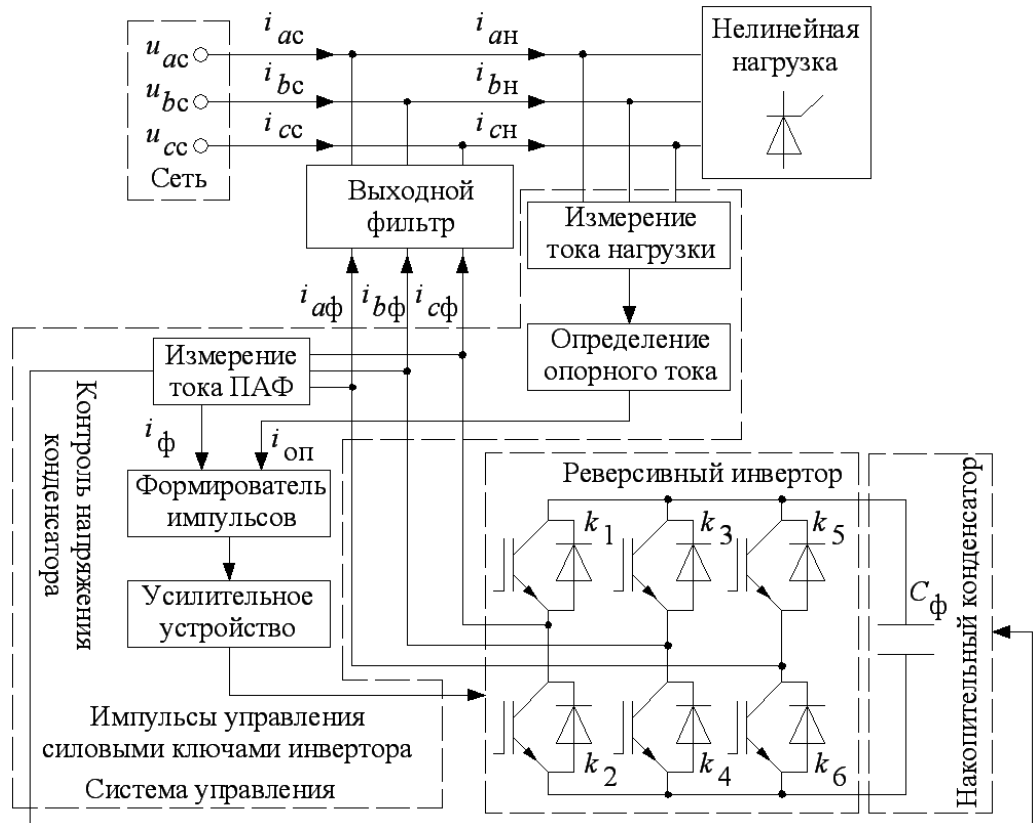 i ac
i aн
Нелинейная
нагрузка
u ac
i bc
i bн
u bc
i cc
i cн
u cc
Сеть
Выходной
фильтр
Измерение
тока нагрузки
i aф
i bф
i cф
Измерение
тока ПАФ
Определение
опорного тока
Контроль напряжения
конденсатора
i ф
i оп
Формирователь
импульсов
Реверсивный инвертор
k 1
k 3
k 5
Усилительное
устройство
C ф
Накопительный конденсатор
Импульсы управления
силовыми ключами инвертора
k 2
k 4
k 6
Система управления